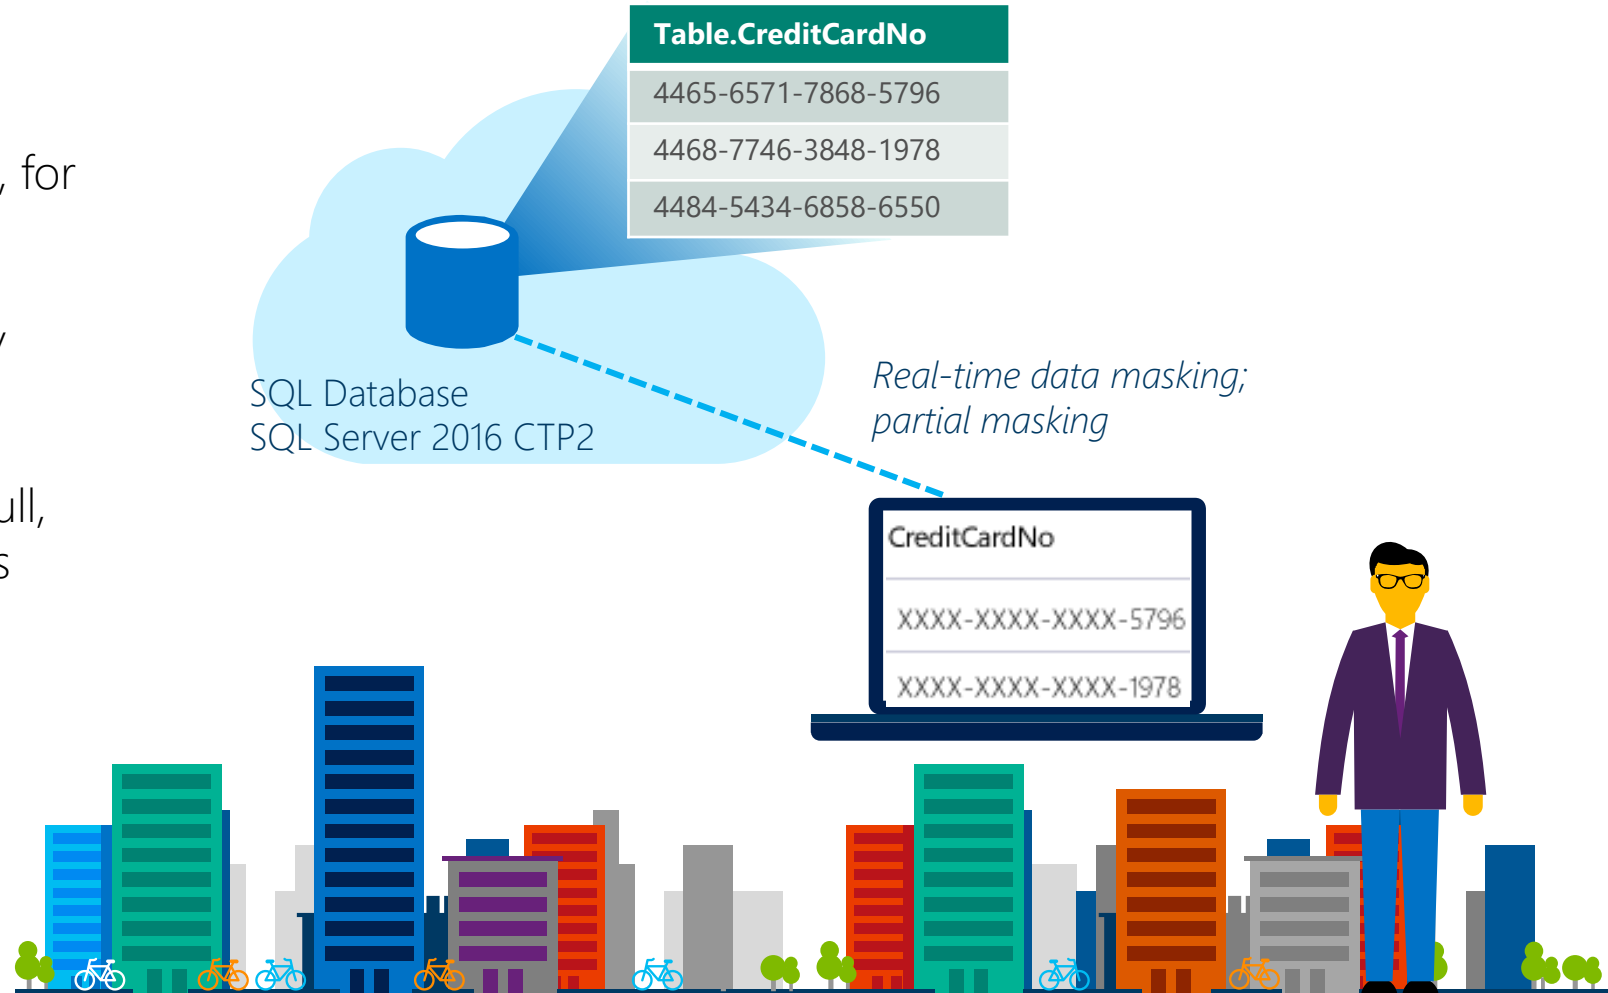 Table.CreditCardNo
4465-6571-7868-5796
4468-7746-3848-1978
4484-5434-6858-6550
, for
SQL Database
SQL Server 2016 CTP2
Real-time data masking;
partial masking
ull,
s
CreditCardNo
XXXX-XXXX-XXXX-5796
XXXX-XXXX-XXXX-1978